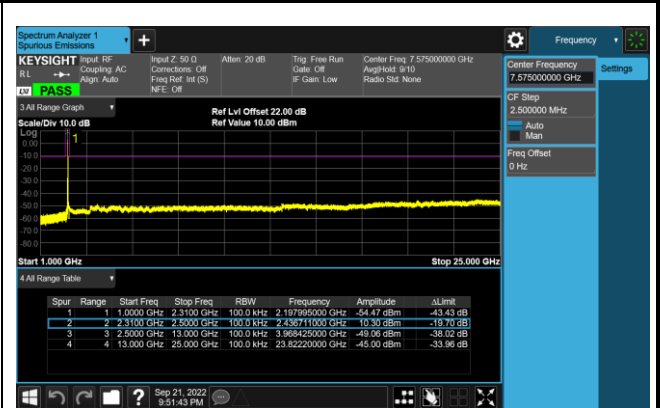 Spectrum Analyzer 1
Spurious Emissions
Frequency
KEYSIGHT
R L
LXI
PASS
Input: RF
Coupling: AC
Align: Auto
Input Z: 50 Ω
Corrections: Off
Freq Ref: Int (S)
NFE: Off
Atten: 20 dB
Trig: Free Run
Gate: Off
IF Gain: Low
Center Freq: 7.575000000 GHz
Avg|Hold: 9/10
Radio Std: None
Center Frequency
7.575000000 GHz
Settings
CF Step
2.500000 MHz
Auto
Man
Freq Offset
0 Hz
3 All Range Graph
Scale/Div 10.0 dB
Ref Lvl Offset 22.00 dB
Ref Value 10.00 dBm
Log
1
0.00
-10.0
-20.0
-30.0
-40.0
-50.0
-60.0
-70.0
-80.0
Start 1.000 GHz
Stop 25.000 GHz
4 All Range Table
Spur Range Start Freq Stop Freq RBW Frequency Amplitude ΔLimit
1 1 1.0000 GHz 2.3100 GHz 100.0 kHz 2.197995000 GHz -54.47 dBm -43.43 dB
2 2 2.3100 GHz 2.5000 GHz 100.0 kHz 2.436711000 GHz 10.30 dBm -19.70 dB
3 3 2.5000 GHz 13.000 GHz 100.0 kHz 3.968425000 GHz -49.06 dBm -38.02 dB
4 4 13.000 GHz 25.000 GHz 100.0 kHz 23.82220000 GHz -45.00 dBm -33.96 dB
Sep 21, 2022
9:51:43 PM